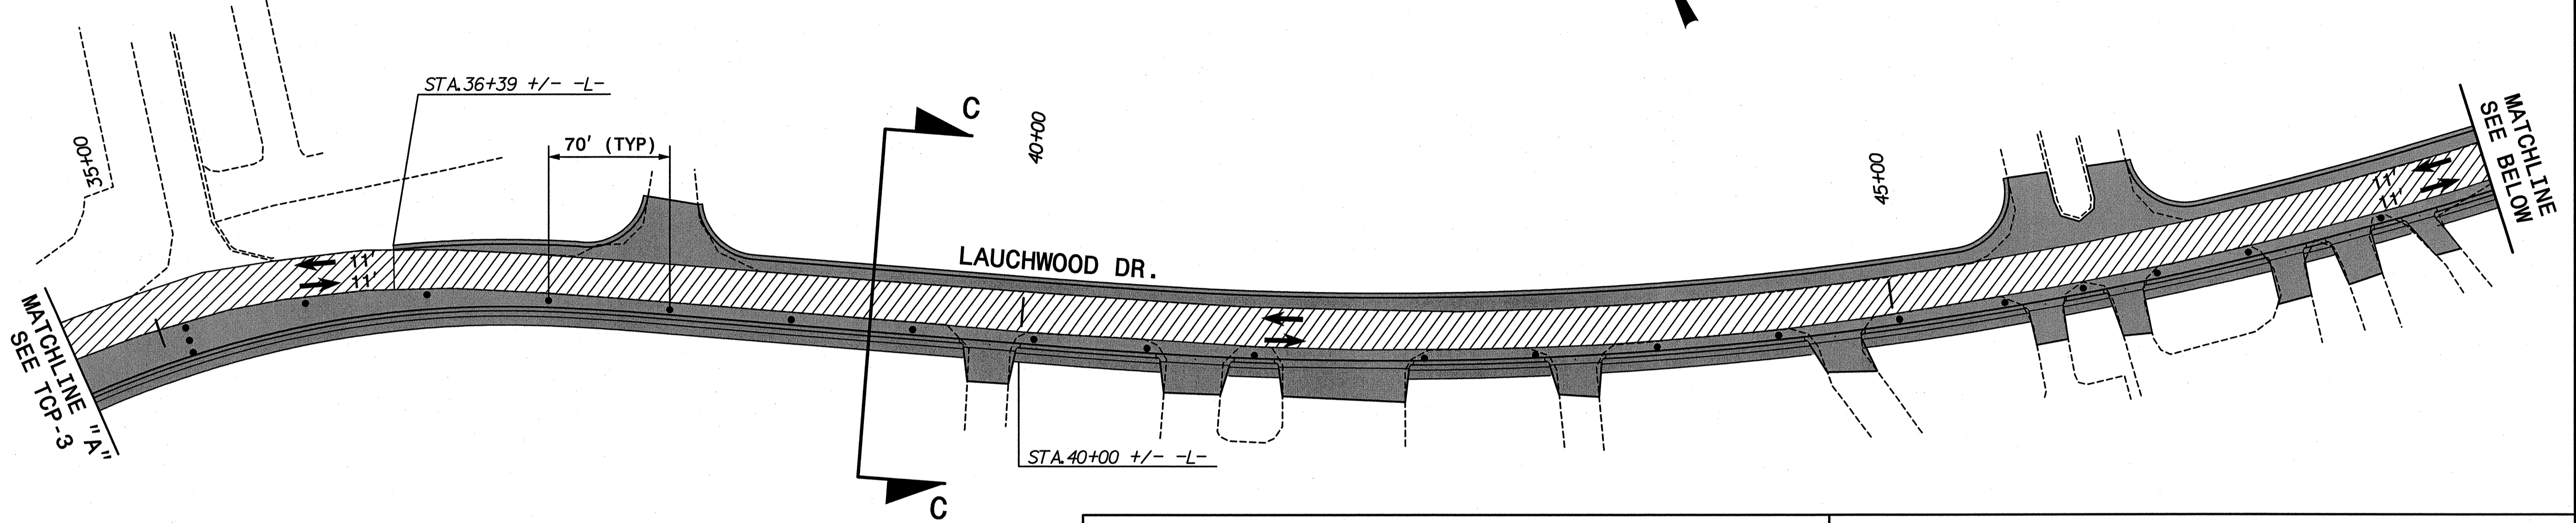 35+00
STA.36+39 +/- -L-
70' (TYP)
C
40+00
LAUCHWOOD DR.
45+00
MATCHLINE
SEE BELOW
11'
11'
11'
11'
MATCHLINE "A"
SEE TCP-3
STA.40+00 +/- -L-
C